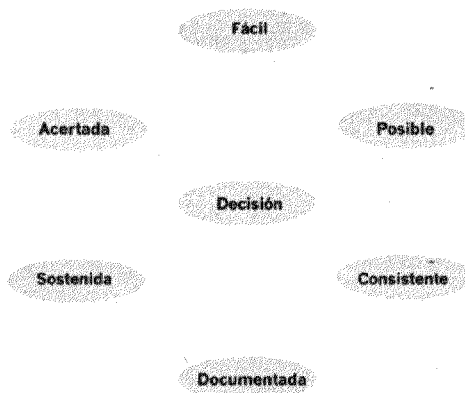 Fácil
Acertada
Posible
Decisión
Sostenida
Consistente
Documentada